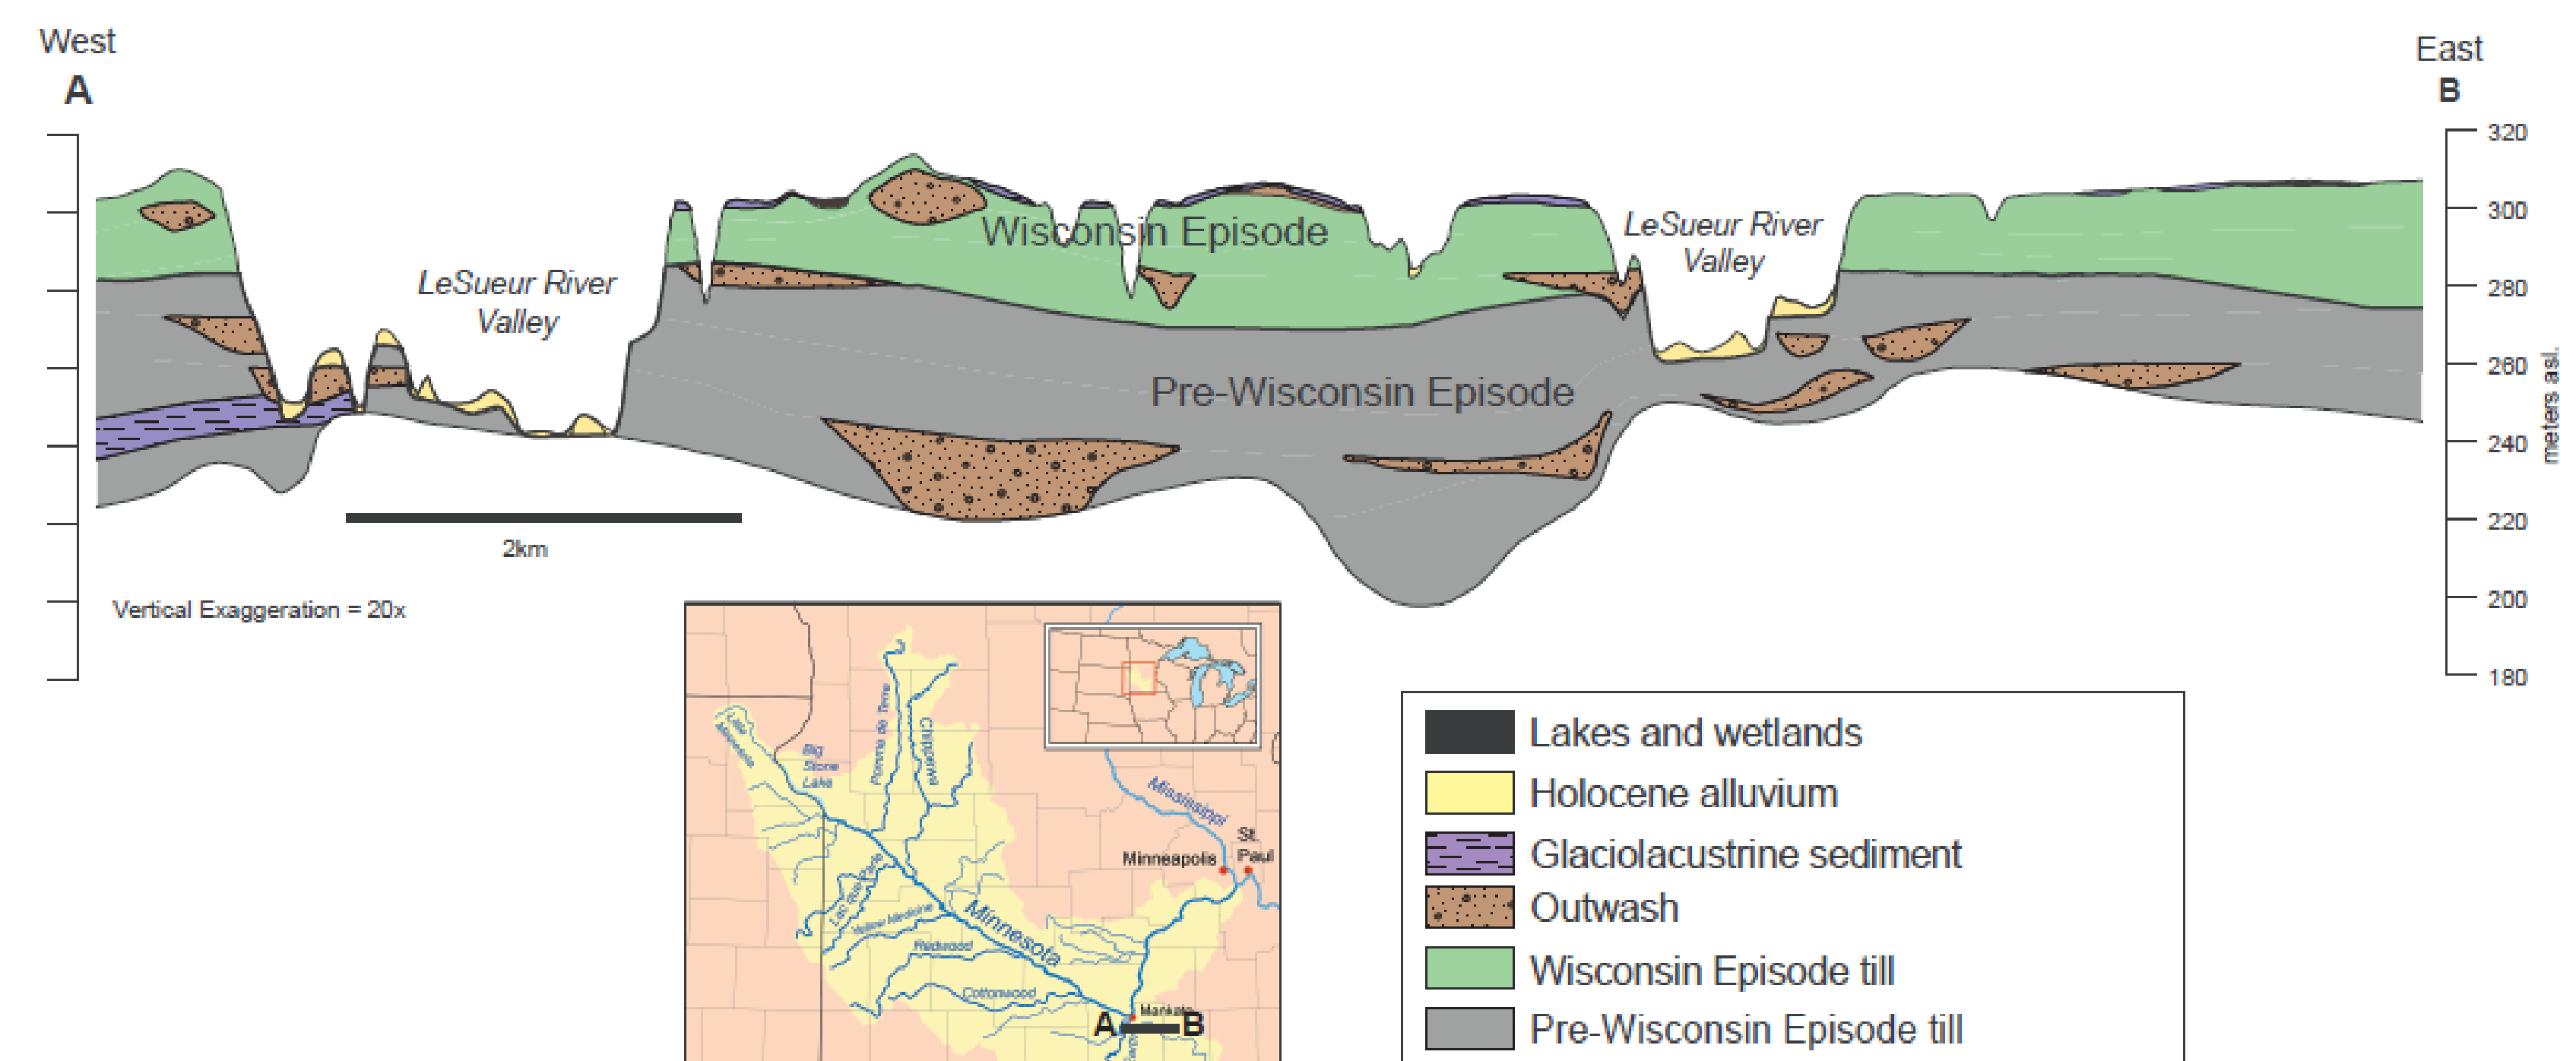 West
East
A
B
320
300
280
260
240
220
200
180
meters asl.
LeSueur River
Valley
Wisconsin Episode
LeSueur River
Valley
Pre-Wisconsin Episode
2km
Vertical Exaggeration = 20x
Pomme de Terre
Chippewa
Big
Stone
Lake
Mississippi
St.
Paul
Minneapolis
Lac qui Parle
Yellow Medicine
Minnesota
Redwood
Cottonwood
Mankato
A
B
Lakes and wetlands
Holocene alluvium
Glaciolacustrine sediment
Outwash
Wisconsin Episode till
Pre-Wisconsin Episode till